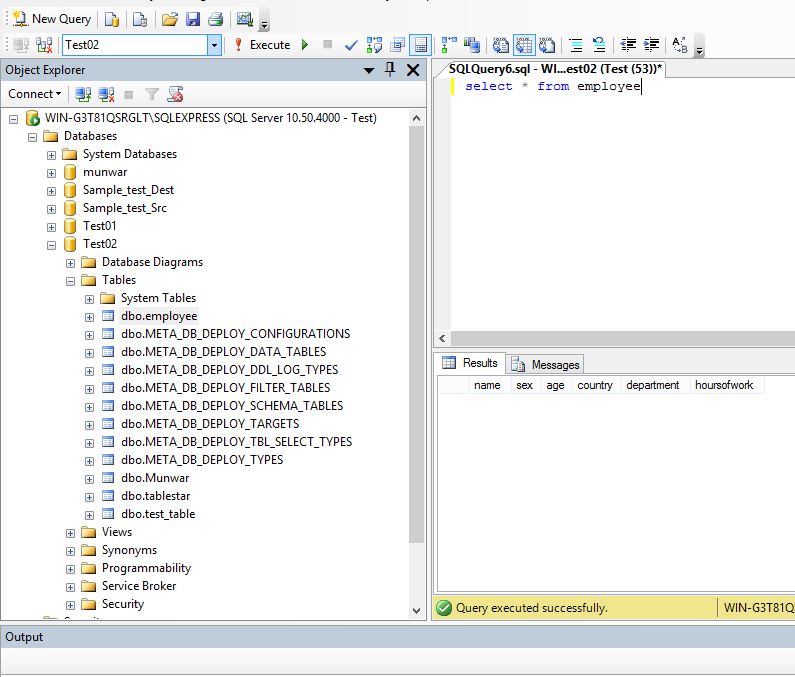 New Query
Test02
Execute
Object Explorer
Connect
WIN-G3T81QSRGLT\SQLEXPRESS (SQL Server 10.50.4000 - Test)
Databases
System Databases
munwar
Sample_test_Dest
Sample_test_Src
Test01
Test02
Database Diagrams
Tables
System Tables
dbo.employee
dbo.META_DB_DEPLOY_CONFIGURATIONS
dbo.META_DB_DEPLOY_DATA_TABLES
dbo.META_DB_DEPLOY_DDL_LOG_TYPES
dbo.META_DB_DEPLOY_FILTER_TABLES
dbo.META_DB_DEPLOY_SCHEMA_TABLES
dbo.META_DB_DEPLOY_TARGETS
dbo.META_DB_DEPLOY_TBL_SELECT_TYPES
dbo.META_DB_DEPLOY_TYPES
dbo.Munwar
dbo.tablestar
dbo.test_table
Views
Synonyms
Programmability
Service Broker
Security
SQLQuery6.sql - WI...est02 (Test (53))*
select * from employee
Results Messages
name sex age country department hoursofwork
Query executed successfully. WIN-G3T81QS
Output